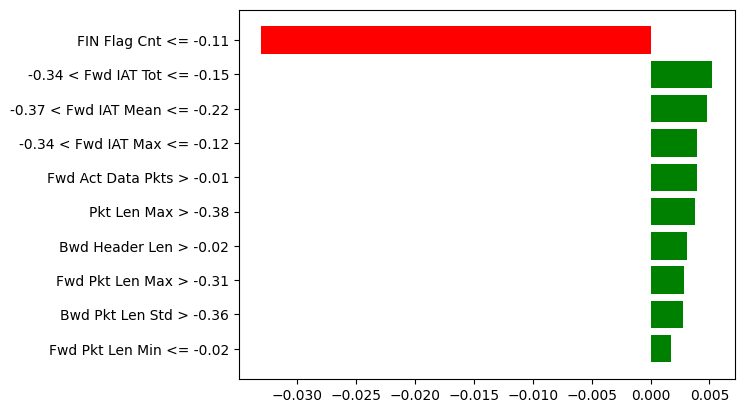 FIN Flag Cnt <= -0.11
-0.34 < Fwd IAT Tot <= -0.15
-0.37 < Fwd IAT Mean <= -0.22
-0.34 < Fwd IAT Max <= -0.12
Fwd Act Data Pkts > -0.01
Pkt Len Max > -0.38
Bwd Header Len > -0.02
Fwd Pkt Len Max > -0.31
Bwd Pkt Len Std > -0.36
Fwd Pkt Len Min <= -0.02
−0.030 −0.025 −0.020 −0.015 −0.010 −0.005 0.000 0.005